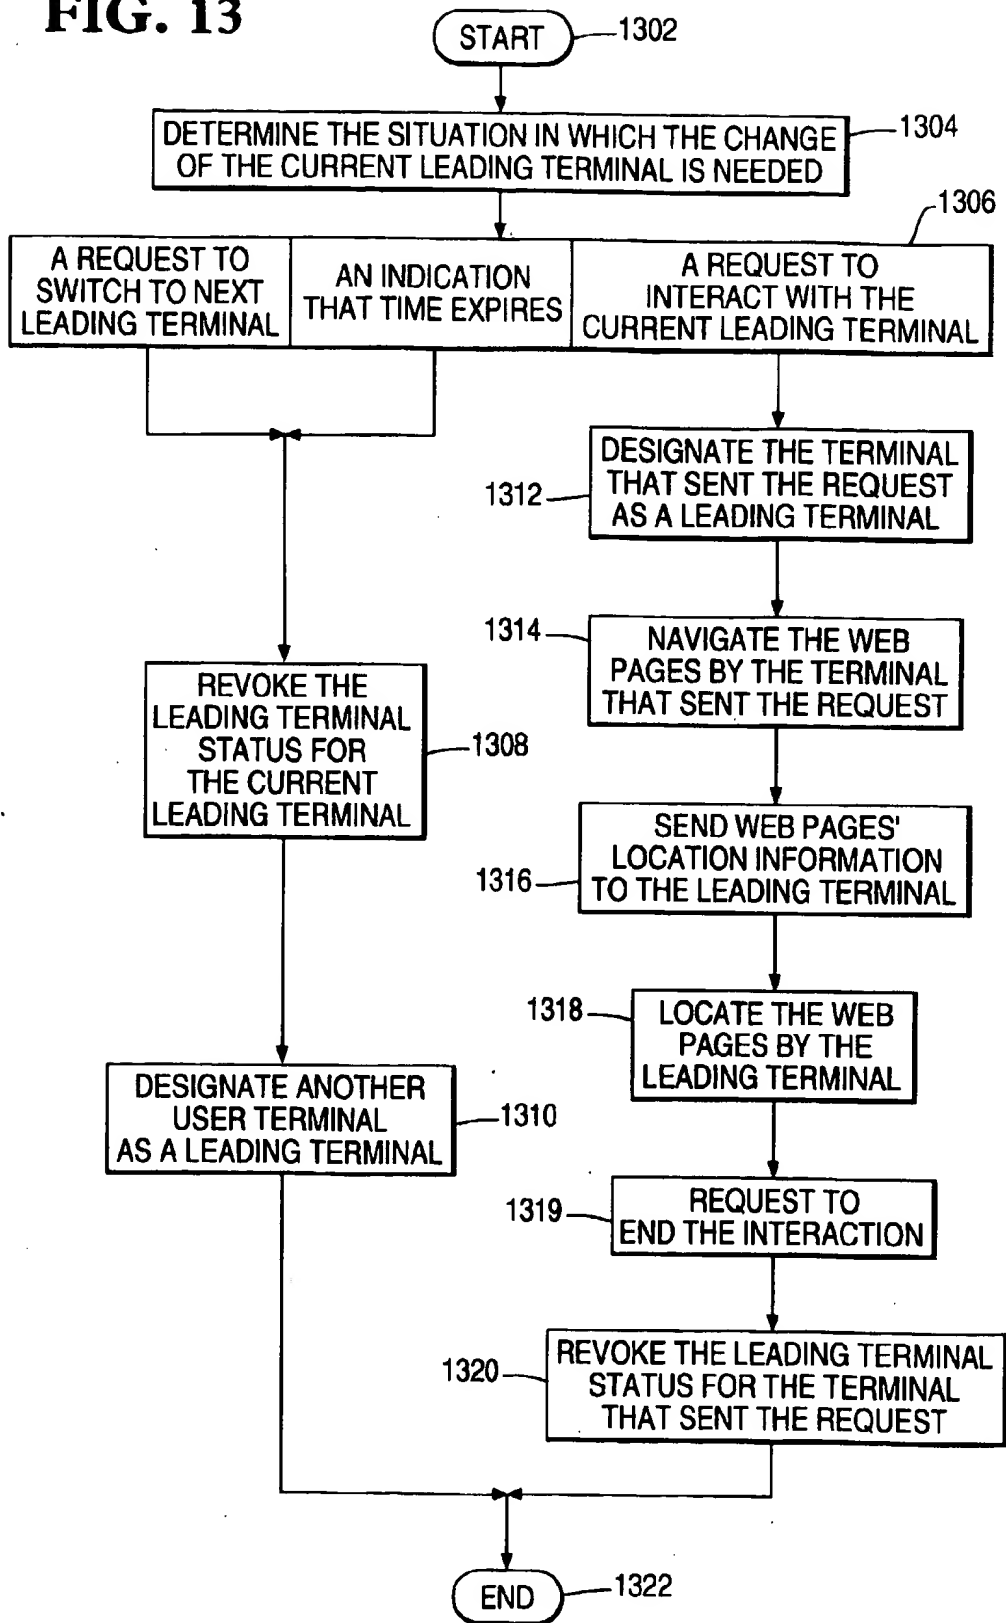 FIG. 13
START
1302
DETERMINE THE SITUATION IN WHICH THE CHANGE
OF THE CURRENT LEADING TERMINAL IS NEEDED
1304
1306
A REQUEST TO
SWITCH TO NEXT
LEADING TERMINAL
AN INDICATION
THAT TIME EXPIRES
A REQUEST TO
INTERACT WITH THE
CURRENT LEADING TERMINAL
1312
DESIGNATE THE TERMINAL
THAT SENT THE REQUEST
AS A LEADING TERMINAL
1314
NAVIGATE THE WEB
PAGES BY THE TERMINAL
THAT SENT THE REQUEST
REVOKE THE
LEADING TERMINAL
STATUS FOR
THE CURRENT
LEADING TERMINAL
1308
1316
SEND WEB PAGES'
LOCATION INFORMATION
TO THE LEADING TERMINAL
1318
LOCATE THE WEB
PAGES BY THE
LEADING TERMINAL
DESIGNATE ANOTHER
USER TERMINAL
AS A LEADING TERMINAL
1310
1319
REQUEST TO
END THE INTERACTION
1320
REVOKE THE LEADING TERMINAL
STATUS FOR THE TERMINAL
THAT SENT THE REQUEST
END
1322